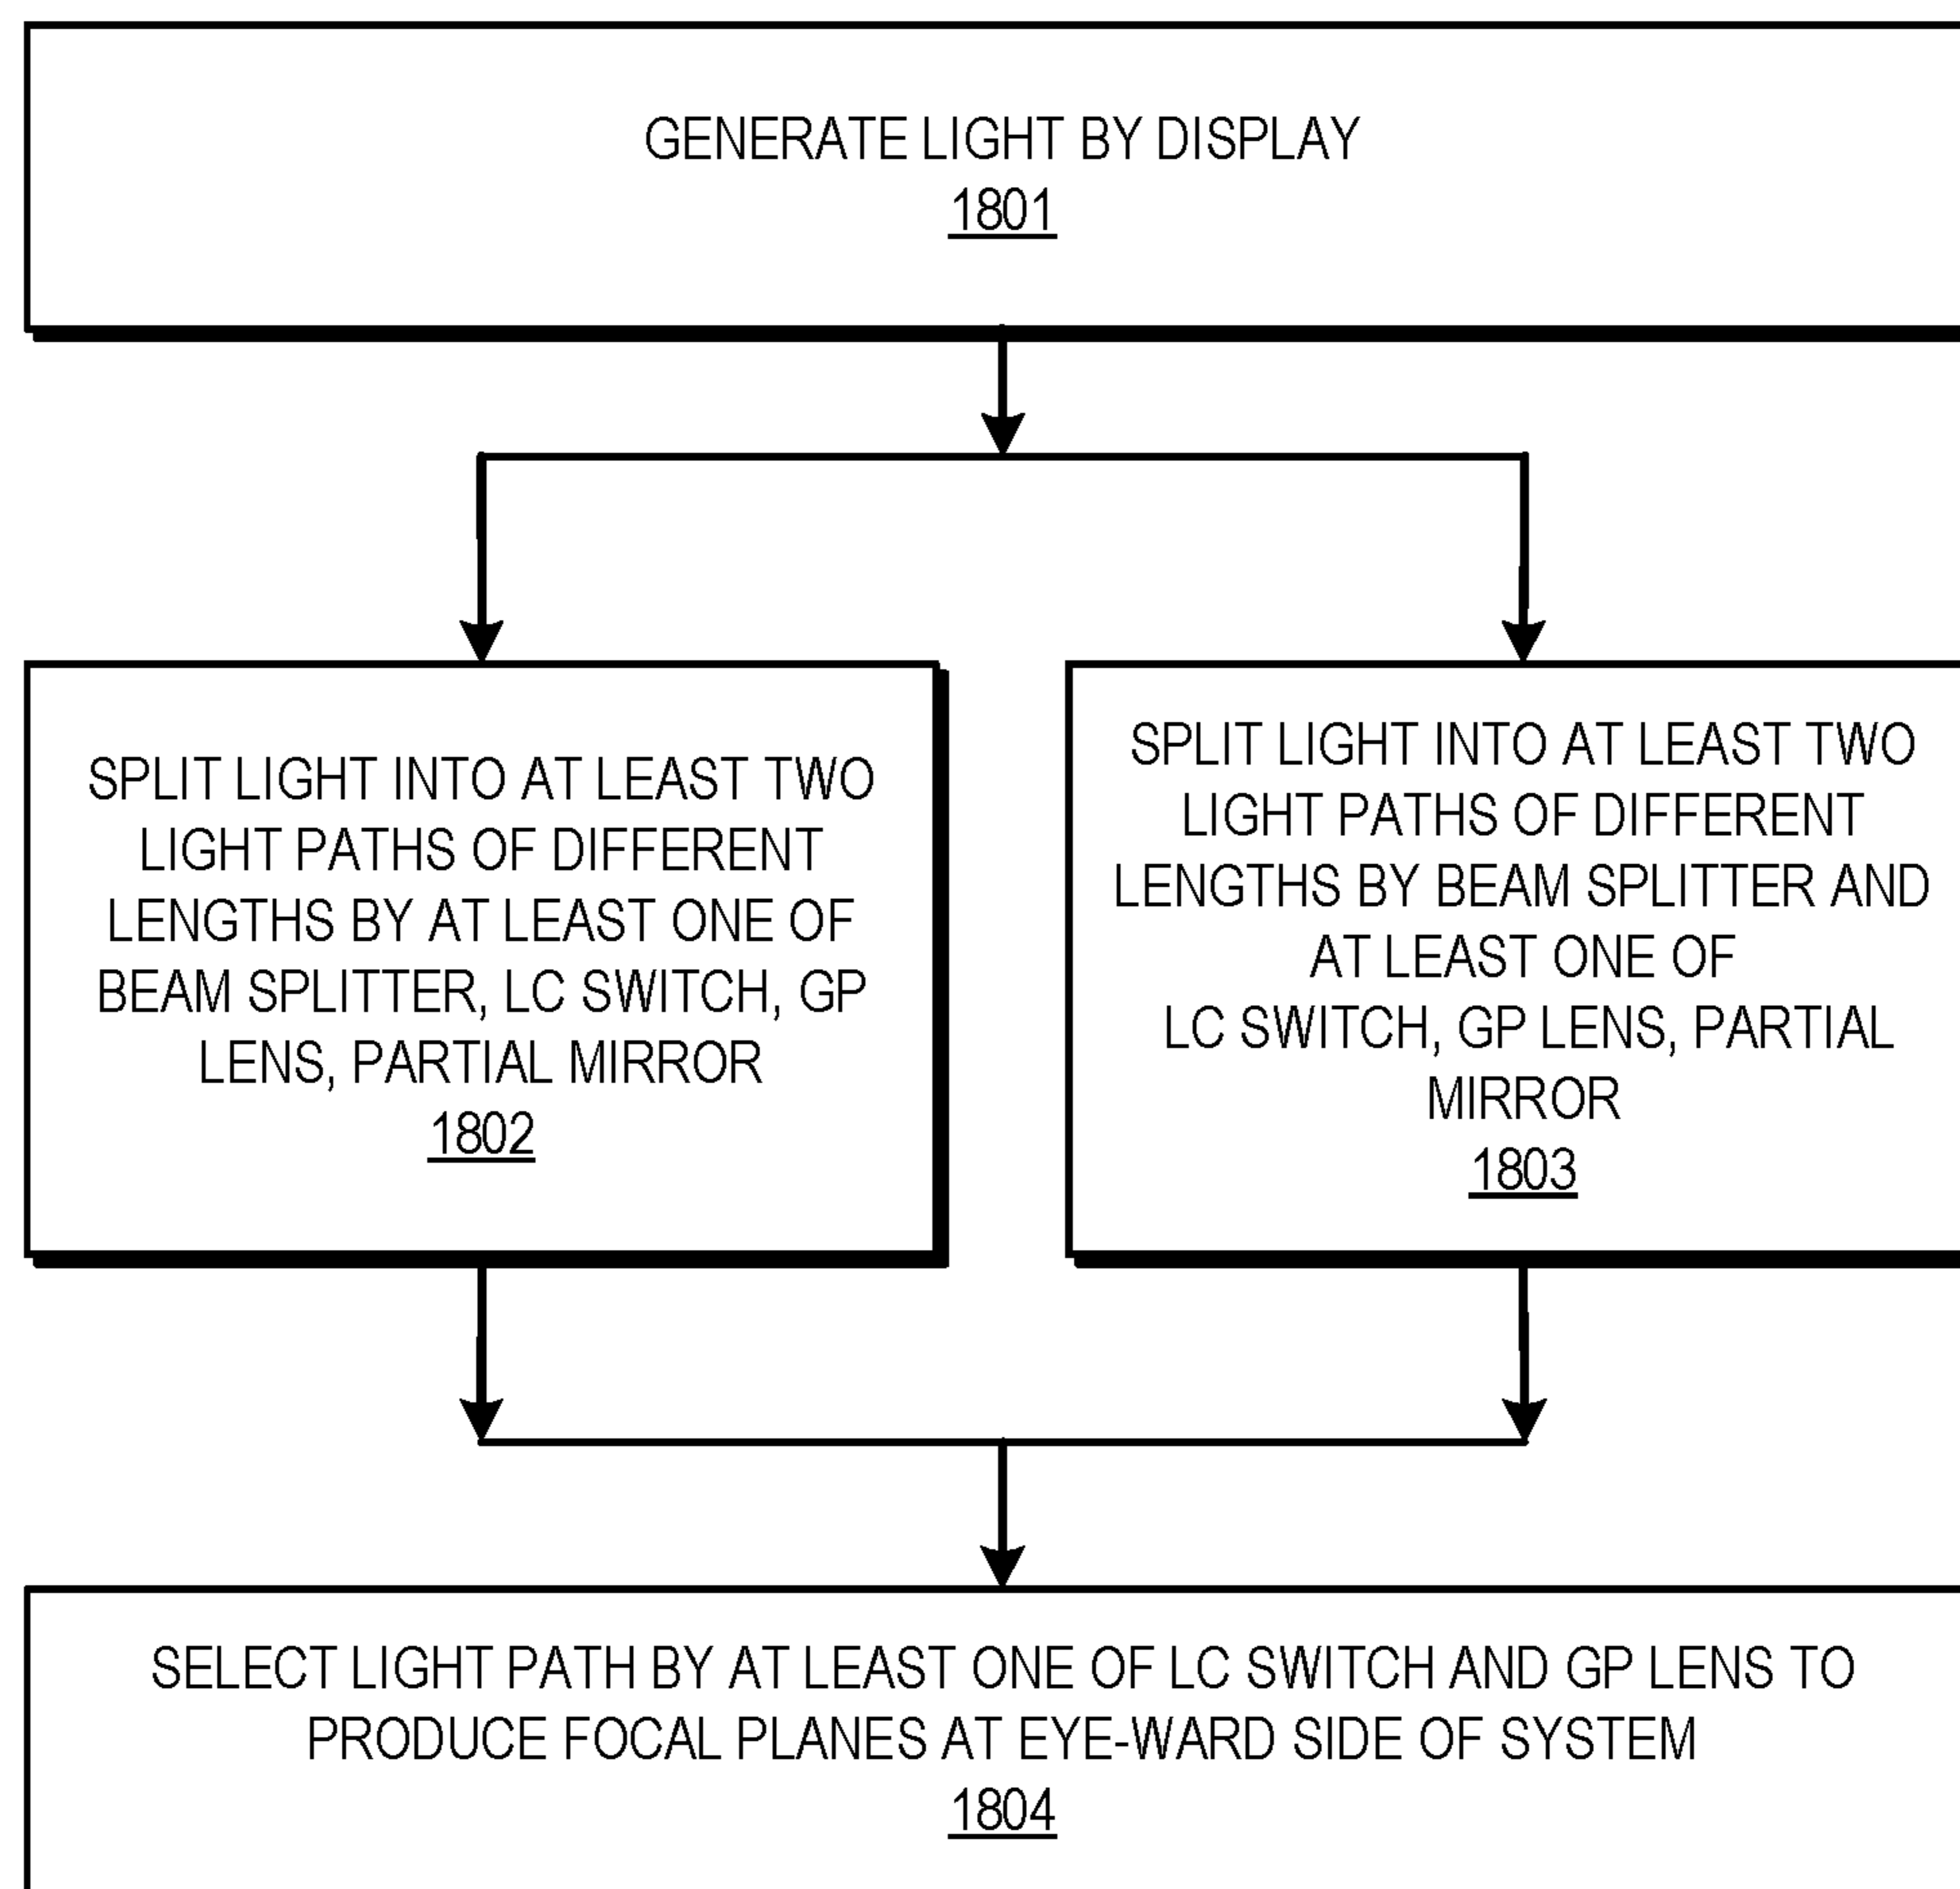 GENERATE LIGHT BY DISPLAY
1801
SPLIT LIGHT INTO AT LEAST TWO
LIGHT PATHS OF DIFFERENT
LENGTHS BY AT LEAST ONE OF
BEAM SPLITTER, LC SWITCH, GP
LENS, PARTIAL MIRROR
1802
SPLIT LIGHT INTO AT LEAST TWO
LIGHT PATHS OF DIFFERENT
LENGTHS BY BEAM SPLITTER AND
AT LEAST ONE OF
LC SWITCH, GP LENS, PARTIAL
MIRROR
1803
SELECT LIGHT PATH BY AT LEAST ONE OF LC SWITCH AND GP LENS TO
PRODUCE FOCAL PLANES AT EYE-WARD SIDE OF SYSTEM
1804